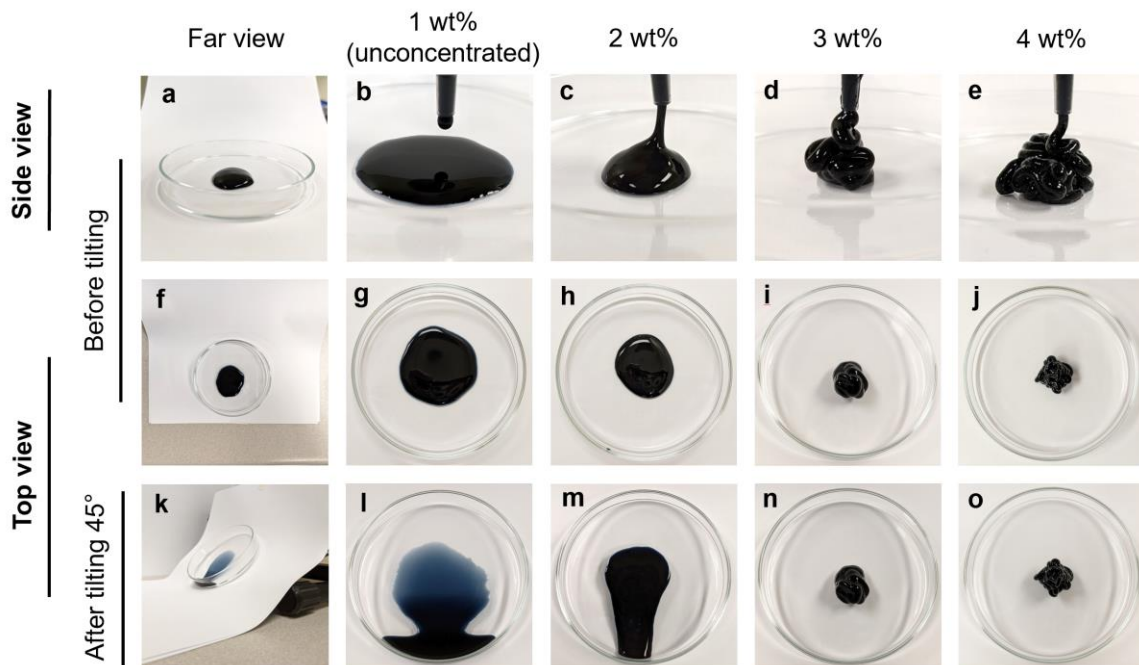 Far view
1 wt%
(unconcentrated)
2 wt%
3 wt%
4 wt%
Side view
Before tilting
Top view
After tilting 45°
a
b
c
d
e
f
g
h
i
j
k
l
m
n
o